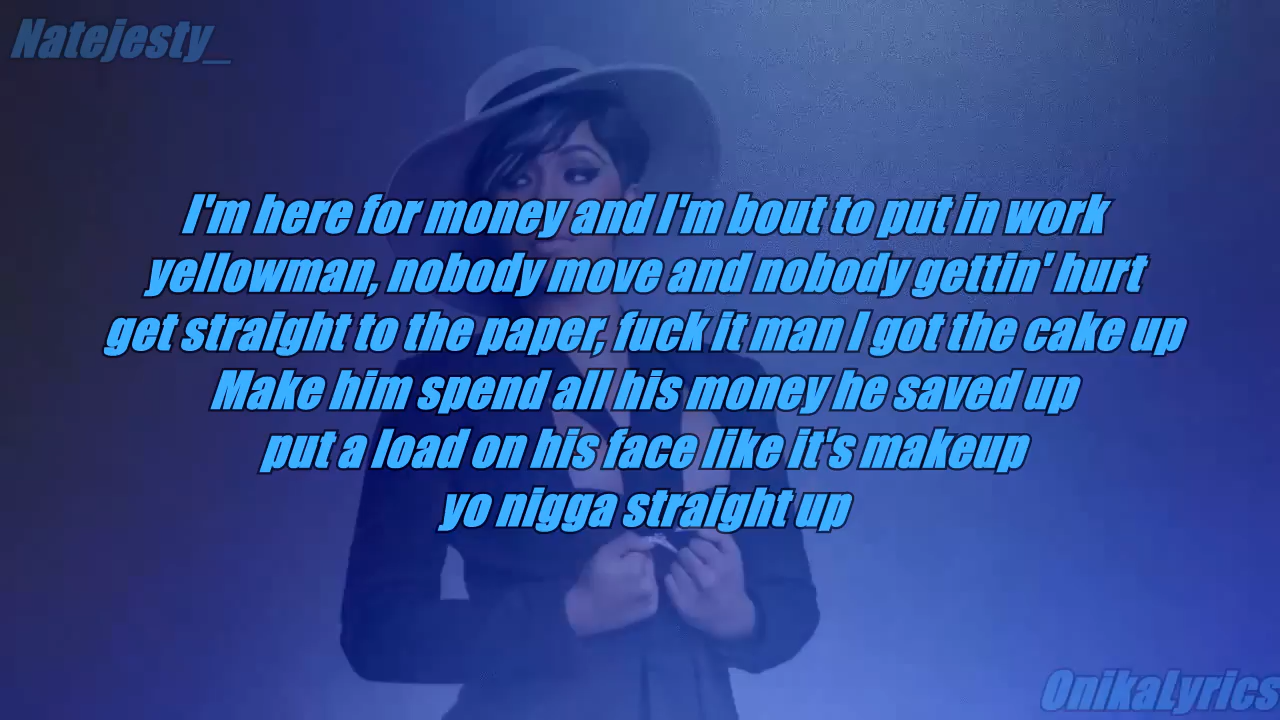 Natejesty_
I'm here for money and I'm bout to put in work
yellowman, nobody move and nobody gettin' hurt
get straight to the paper, fuck it man I got the cake up
Make him spend all his money he saved up
put a load on his face like it's makeup
yo nigga straight up
OnikaLyrics